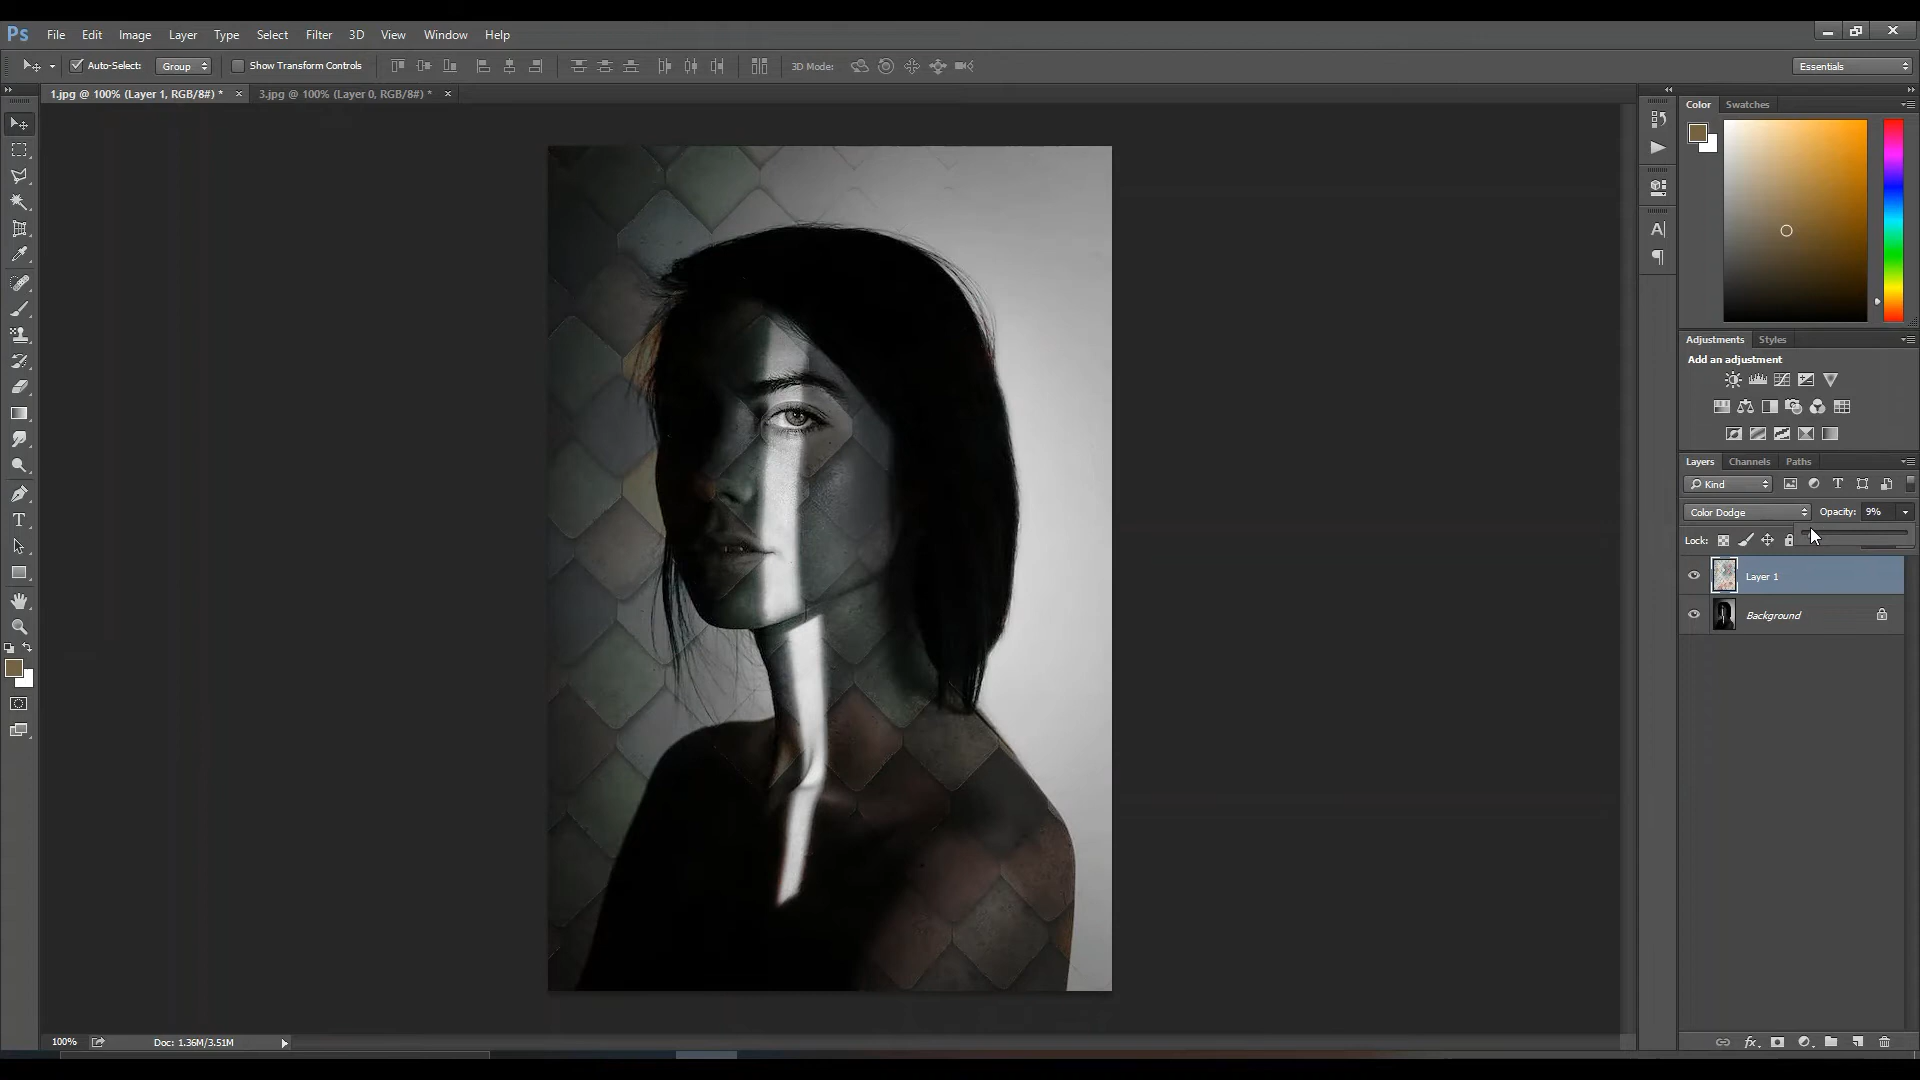 Ps File Edit Image Layer Type Select Filter 3D View Window Help
Auto-Select: Group Show Transform Controls 3D Mode: Essentials
1.jpg @ 100% (Layer 1, RGB/8#) * × 3.jpg @ 100% (Layer 0, RGB/8#) * ×
Color Swatches
Adjustments Styles
Add an adjustment
Layers Channels Paths
Kind
Color Dodge Opacity: 9%
Lock:
Layer 1
Background
100% Doc: 1.36M/3.51M